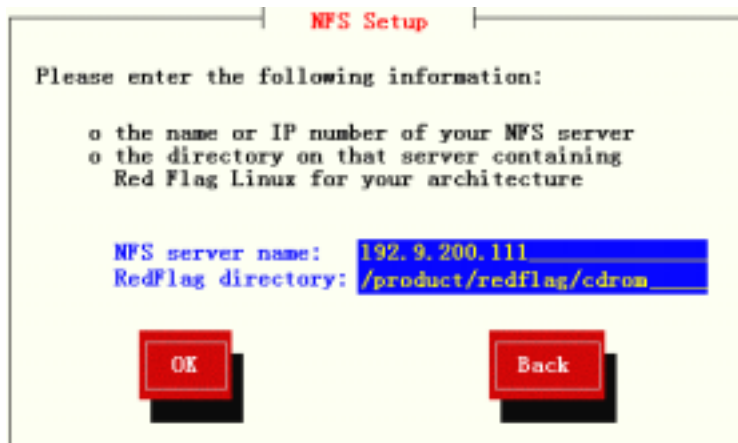 NFS Setup
Please enter the following information:
o the name or IP number of your NFS server
o the directory on that server containing
Red Flag Linux for your architecture
NFS server name: 192.9.200.111______________
RedFlag directory: /product/redflag/cdrom_____
OK Back